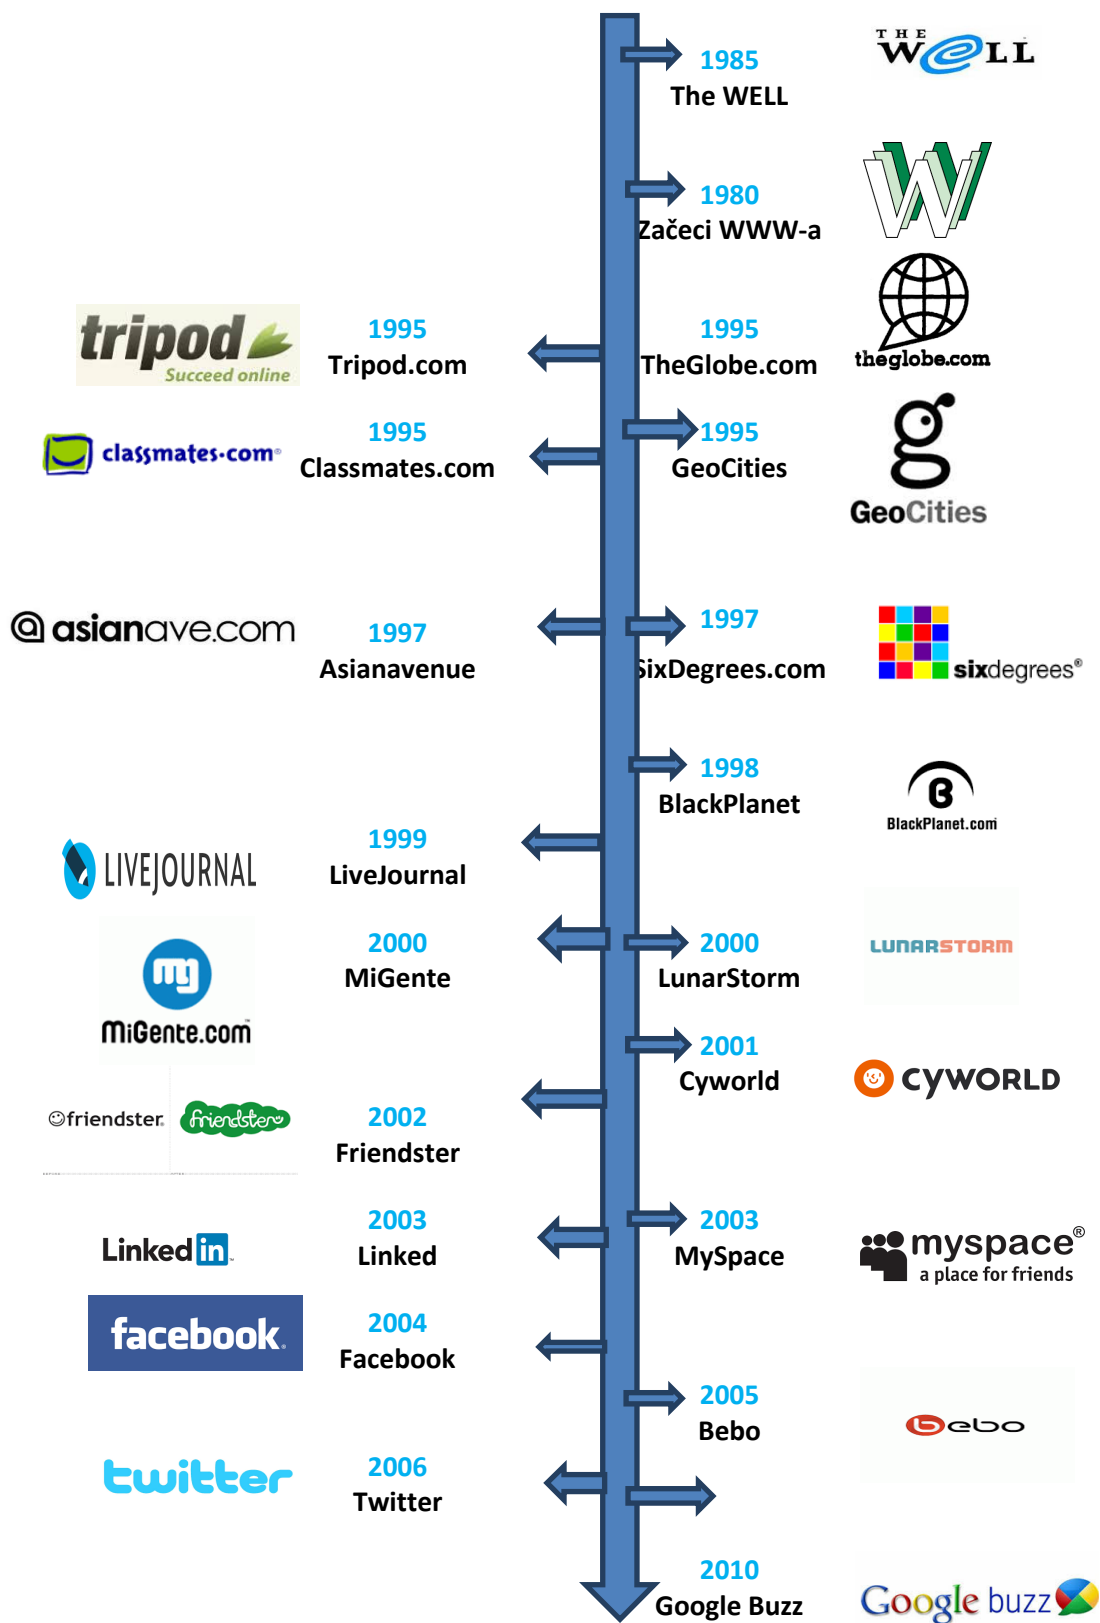 THE
WELL
1985
The WELL
WWW
1980
Začeci WWW-a
tripod
Succeed online
1995
Tripod.com
1995
TheGlobe.com
theglobe.com
classmates.com®
1995
Classmates.com
1995
GeoCities
g
GeoCities
@ asianave.com
1997
Asianavenue
1997
SixDegrees.com
sixdegrees®
1998
BlackPlanet
B
BlackPlanet.com
1999
LiveJournal
LIVEJOURNAL
my
MiGente.com
2000
MiGente
2000
LunarStorm
LUNARSTORM
2001
Cyworld
CYWORLD
friendster
friendster
2002
Friendster
Linked in
2003
Linked
2003
MySpace
myspace®
a place for friends
facebook
2004
Facebook
2005
Bebo
bebo
twitter
2006
Twitter
2010
Google Buzz
Google buzz